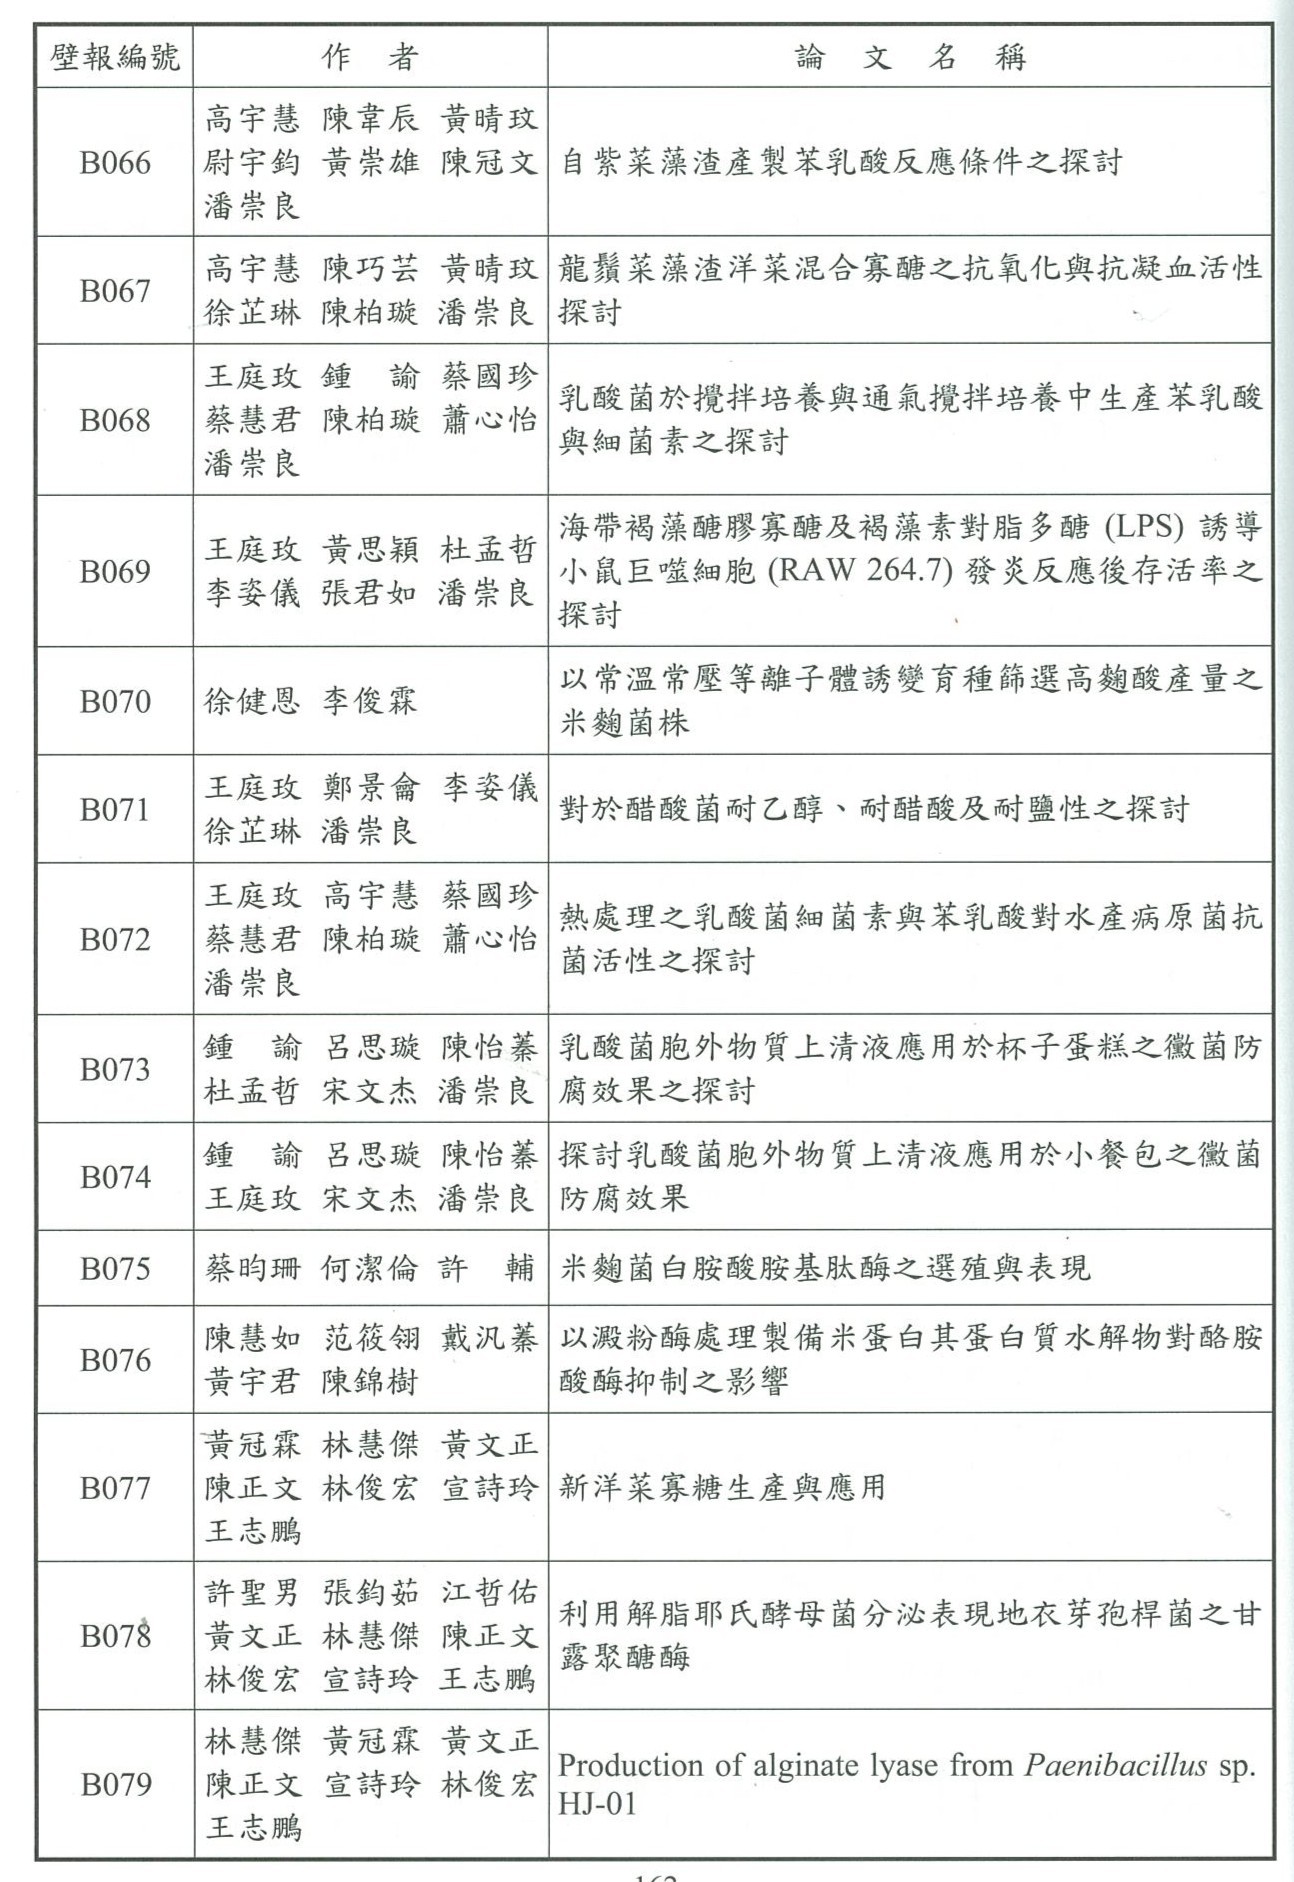 壁報編號 作 者 論 文 名 稱
B066
高宇慧 陳韋辰 黃晴玟
尉宇鈞 黃崇雄 陳冠文
潘崇良
自紫菜藻渣產製苯乳酸反應條件之探討
B067
高宇慧 陳巧芸 黃晴玟
徐芷琳 陳柏璇 潘崇良
龍鬚菜藻渣洋菜混合寡醣之抗氧化與抗凝血活性
探討
B068
王庭玫 鍾 諭 蔡國珍
蔡慧君 陳柏璇 蕭心怡
潘崇良
乳酸菌於攪拌培養與通氣攪拌培養中生產苯乳酸
與細菌素之探討
B069
王庭玫 黃思穎 杜孟哲
李姿儀 張君如 潘崇良
海帶褐藻醣膠寡醣及褐藻素對脂多醣 (LPS) 誘導
小鼠巨噬細胞 (RAW 264.7) 發炎反應後存活率之
探討
B070
徐健恩 李俊霖
以常溫常壓等離子體誘變育種篩選高麴酸產量之
米麴菌株
B071
王庭玫 鄭景侖 李姿儀
徐芷琳 潘崇良
對於醋酸菌耐乙醇、耐醋酸及耐鹽性之探討
B072
王庭玫 高宇慧 蔡國珍
蔡慧君 陳柏璇 蕭心怡
潘崇良
熱處理之乳酸菌細菌素與苯乳酸對水產病原菌抗
菌活性之探討
B073
鍾 諭 呂思璇 陳怡蓁
杜孟哲 宋文杰 潘崇良
乳酸菌胞外物質上清液應用於杯子蛋糕之黴菌防
腐效果之探討
B074
鍾 諭 呂思璇 陳怡蓁
王庭玫 宋文杰 潘崇良
探討乳酸菌胞外物質上清液應用於小餐包之黴菌
防腐效果
B075
蔡昀珊 何潔倫 許 輔
米麴菌白胺酸胺基肽酶之選殖與表現
B076
陳慧如 范筱翎 戴汎蓁
黃宇君 陳錦樹
以澱粉酶處理製備米蛋白其蛋白質水解物對酪胺
酸酶抑制之影響
B077
黃冠霖 林慧傑 黃文正
陳正文 林俊宏 宣詩玲
王志鵬
新洋菜寡糖生產與應用
B078
許聖男 張鈞茹 江哲佑
黃文正 林慧傑 陳正文
林俊宏 宣詩玲 王志鵬
利用解脂耶氏酵母菌分泌表現地衣芽孢桿菌之甘
露聚醣酶
B079
林慧傑 黃冠霖 黃文正
陳正文 宣詩玲 林俊宏
王志鵬
Production of alginate lyase from Paenibacillus sp.
HJ-01